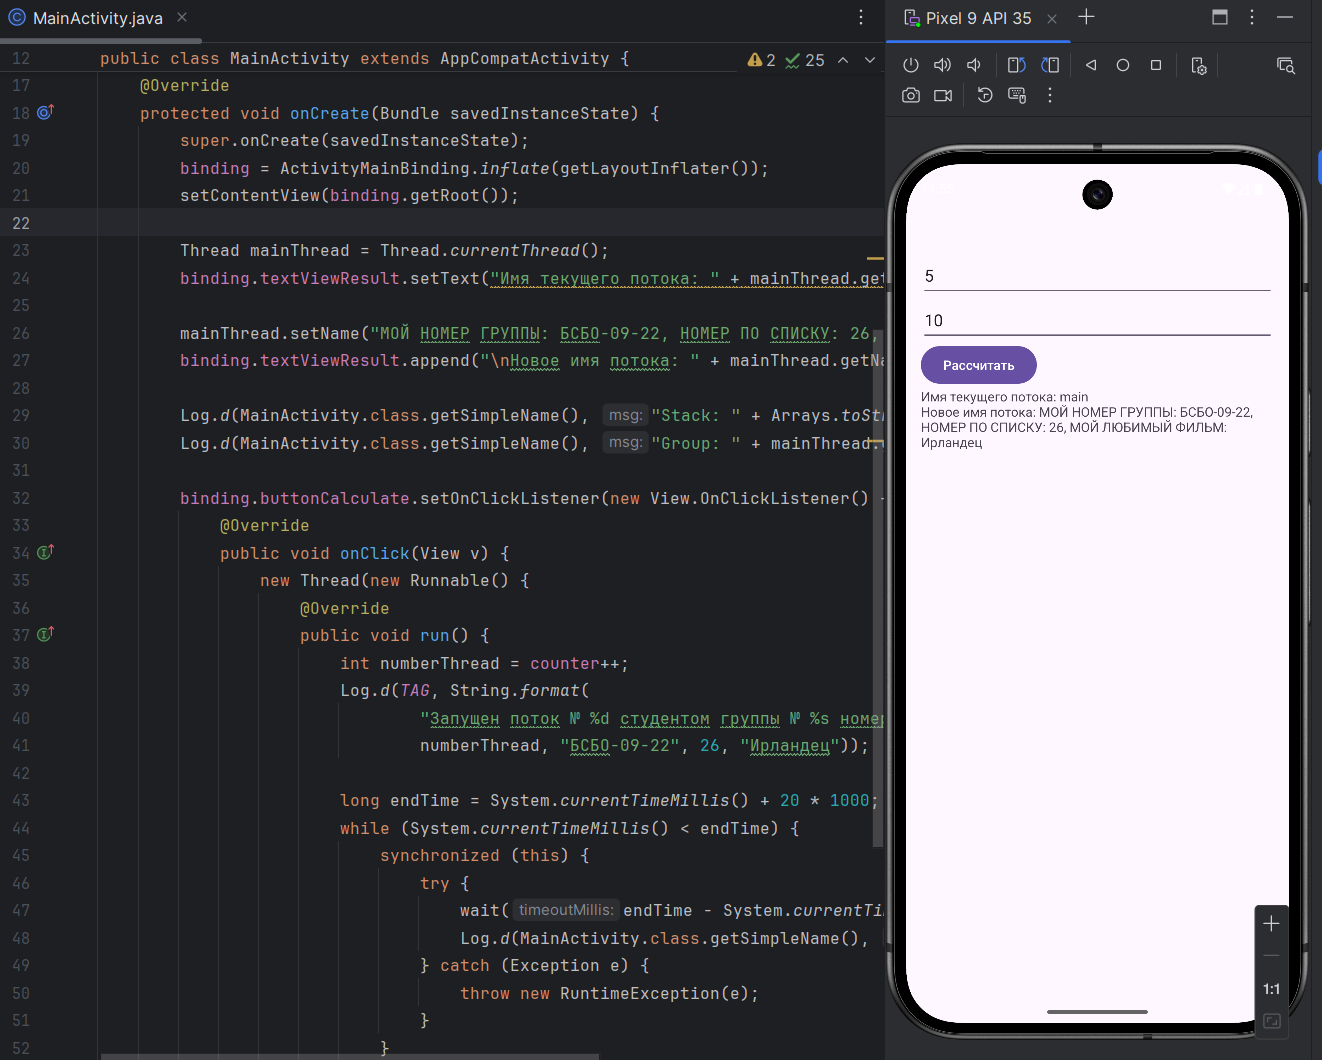 MainActivity.java
12 public class MainActivity extends AppCompatActivity {
2 25
17 @Override
18 protected void onCreate(Bundle savedInstanceState) {
19 super.onCreate(savedInstanceState);
20 binding = ActivityMainBinding.inflate(getLayoutInflater());
21 setContentView(binding.getRoot());
22
23 Thread mainThread = Thread.currentThread();
24 binding.textViewResult.setText("Имя текущего потока: " + mainThread.get
25
26 mainThread.setName("МОЙ НОМЕР ГРУППЫ: БСБО-09-22, НОМЕР ПО СПИСКУ: 26,
27 binding.textViewResult.append("\nНовое имя потока: " + mainThread.getNa
28
29 Log.d(MainActivity.class.getSimpleName(), msg: "Stack: " + Arrays.toStr
30 Log.d(MainActivity.class.getSimpleName(), msg: "Group: " + mainThread.
31
32 binding.buttonCalculate.setOnClickListener(new View.OnClickListener() {
33 @Override
34 public void onClick(View v) {
35 new Thread(new Runnable() {
36 @Override
37 public void run() {
38 int numberThread = counter++;
39 Log.d(TAG, String.format(
40 "Запущен поток № %d студентом группы № %s номер
41 numberThread, "БСБО-09-22", 26, "Ирландец"));
42
43 long endTime = System.currentTimeMillis() + 20 * 1000;
44 while (System.currentTimeMillis() < endTime) {
45 synchronized (this) {
46 try {
47 wait( timeoutMillis: endTime - System.currentTi
48 Log.d(MainActivity.class.getSimpleName(),
49 } catch (Exception e) {
50 throw new RuntimeException(e);
51 }
52 }
Pixel 9 API 35
5
10
Рассчитать
Имя текущего потока: main
Новое имя потока: МОЙ НОМЕР ГРУППЫ: БСБО-09-22,
НОМЕР ПО СПИСКУ: 26, МОЙ ЛЮБИМЫЙ ФИЛЬМ:
Ирландец
1:1